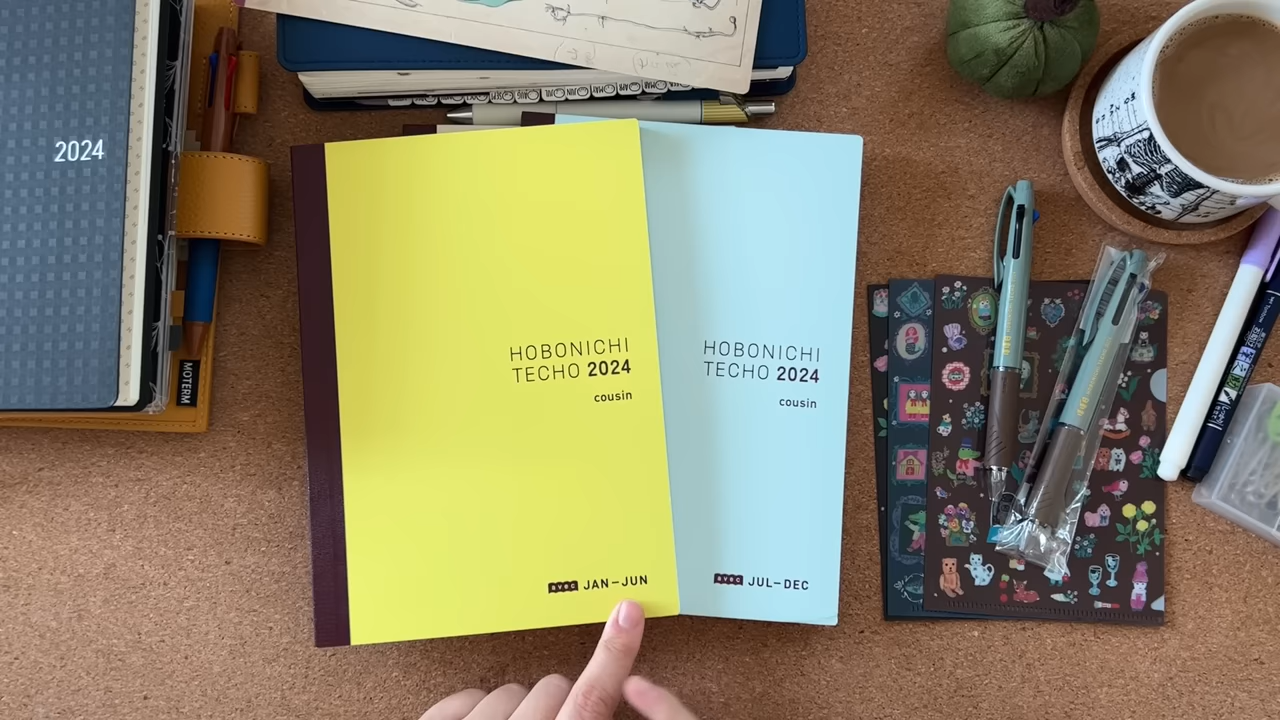 2024
HOBONICHI
TECHO 2024
cousin
avec JAN–JUN
HOBONICHI
TECHO 2024
cousin
avec JUL–DEC
MOTERM